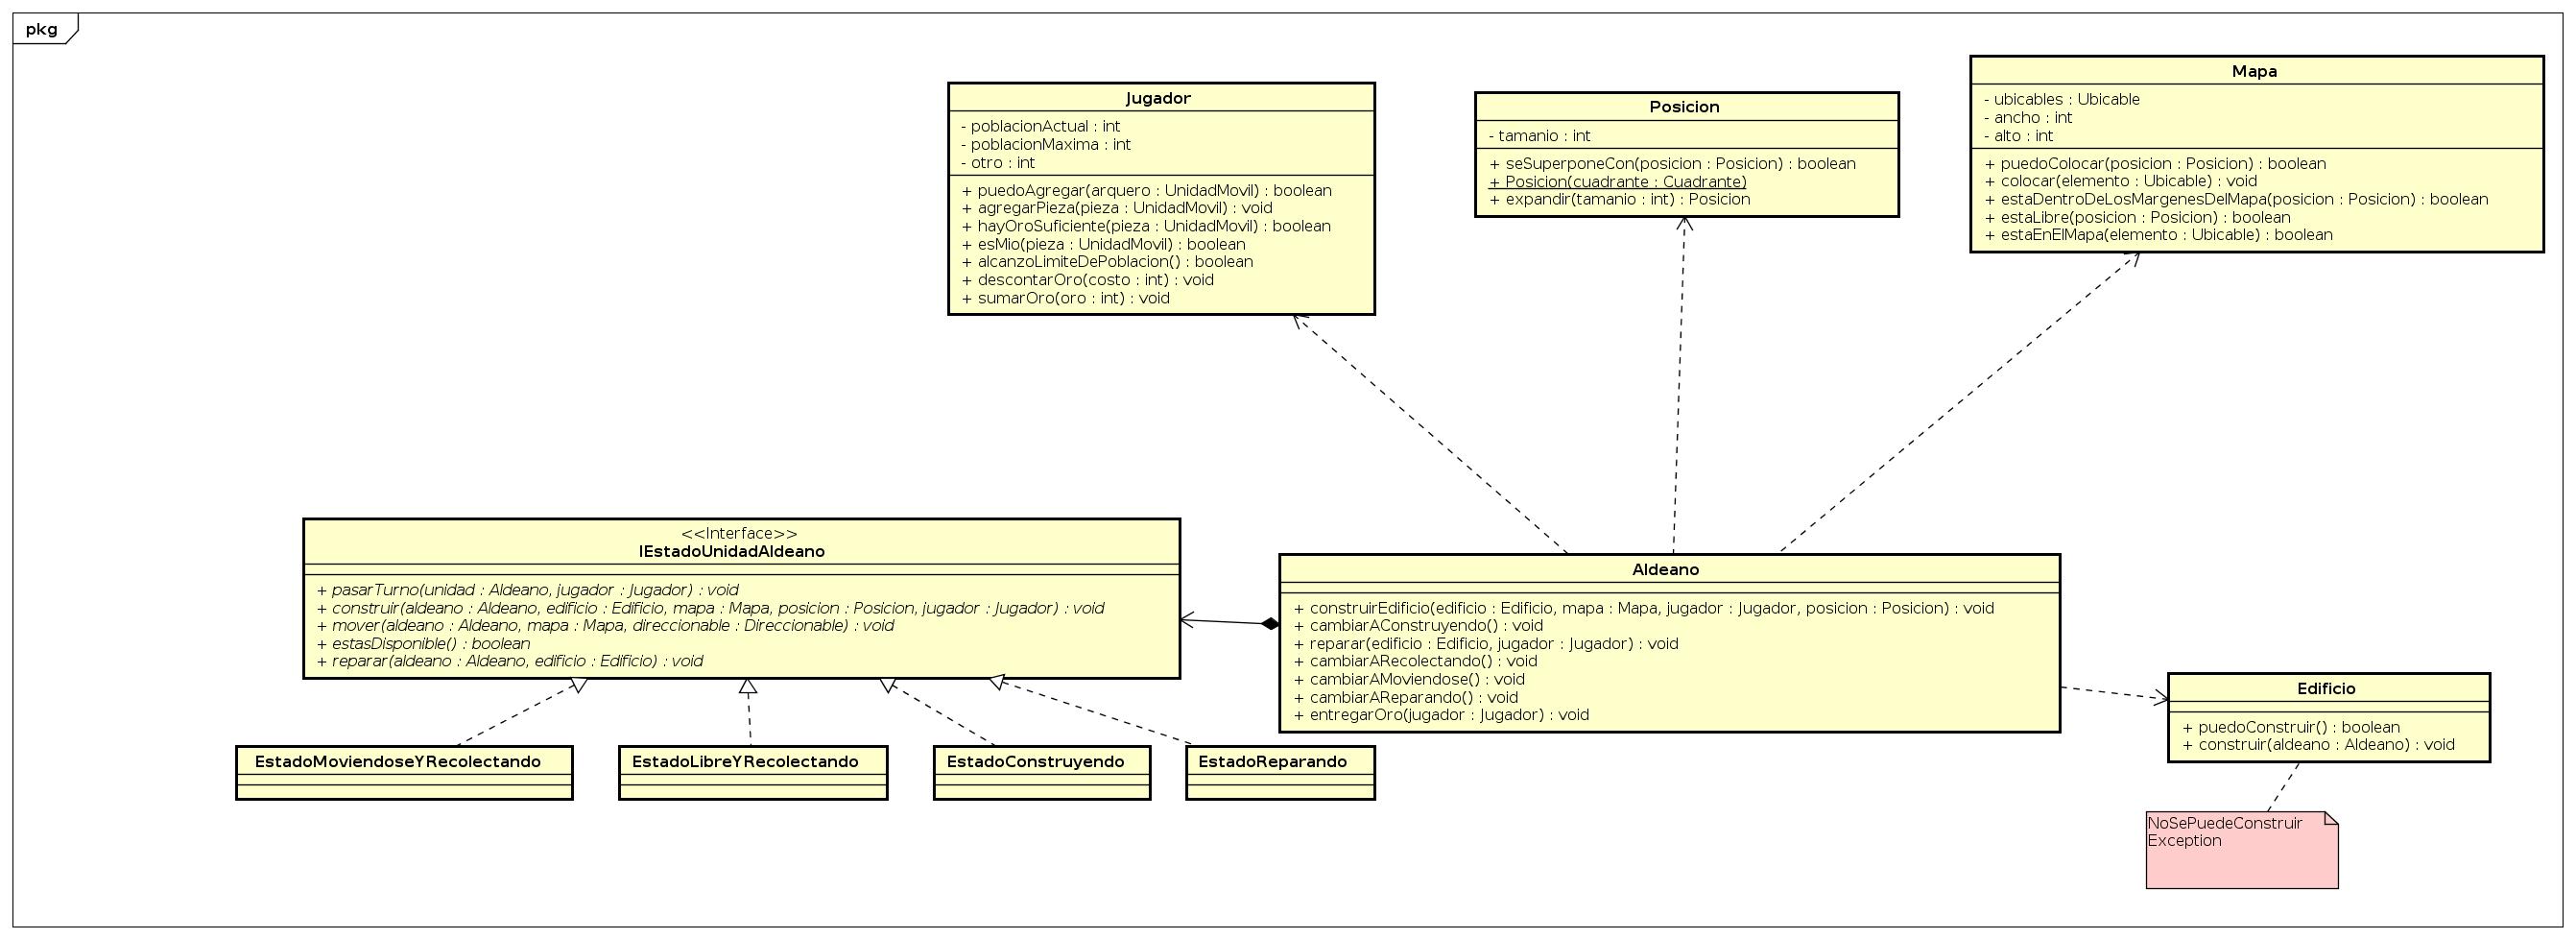 pkg
Jugador
- poblacionActual : int
- poblacionMaxima : int
- otro : int
+ puedoAgregar(arquero : UnidadMovil) : boolean
+ agregarPieza(pieza : UnidadMovil) : void
+ hayOroSuficiente(pieza : UnidadMovil) : boolean
+ esMio(pieza : UnidadMovil) : boolean
+ alcanzoLimiteDePoblacion() : boolean
+ descontarOro(costo : int) : void
+ sumarOro(oro : int) : void
Posicion
- tamanio : int
+ seSuperponeCon(posicion : Posicion) : boolean
+ Posicion(cuadrante : Cuadrante)
+ expandir(tamanio : int) : Posicion
Mapa
- ubicables : Ubicable
- ancho : int
- alto : int
+ puedoColocar(posicion : Posicion) : boolean
+ colocar(elemento : Ubicable) : void
+ estaDentroDeLosMargenesDelMapa(posicion : Posicion) : boolean
+ estaLibre(posicion : Posicion) : boolean
+ estaEnElMapa(elemento : Ubicable) : boolean
<<Interface>>
IEstadoUnidadAldeano
+ pasarTurno(unidad : Aldeano, jugador : Jugador) : void
+ construir(aldeano : Aldeano, edificio : Edificio, mapa : Mapa, posicion : Posicion, jugador : Jugador) : void
+ mover(aldeano : Aldeano, mapa : Mapa, direccionable : Direccionable) : void
+ estasDisponible() : boolean
+ reparar(aldeano : Aldeano, edificio : Edificio) : void
Aldeano
+ construirEdificio(edificio : Edificio, mapa : Mapa, jugador : Jugador, posicion : Posicion) : void
+ cambiarAConstruyendo() : void
+ reparar(edificio : Edificio, jugador : Jugador) : void
+ cambiarARecolectando() : void
+ cambiarAMoviendose() : void
+ cambiarAReparando() : void
+ entregarOro(jugador : Jugador) : void
Edificio
+ puedoConstruir() : boolean
+ construir(aldeano : Aldeano) : void
EstadoMoviendoseYRecolectando
EstadoLibreYRecolectando
EstadoConstruyendo
EstadoReparando
NoSePuedeConstruir
Exception